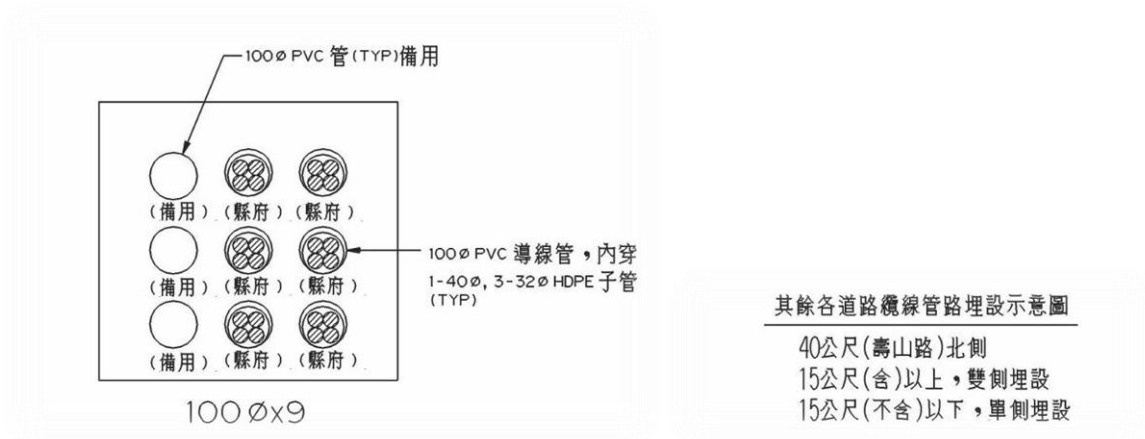 100ø PVC 管(TYP)備用
(備用) (縣府) (縣府)
(備用) (縣府) (縣府)
(備用) (縣府) (縣府)
100ø PVC 導線管，內穿
1-40ø, 3-32ø HDPE 子管
(TYP)
100 Øx9
其餘各道路纜線管路埋設示意圖
40公尺(壽山路)北側
15公尺(含)以上，雙側埋設
15公尺(不含)以下，單側埋設